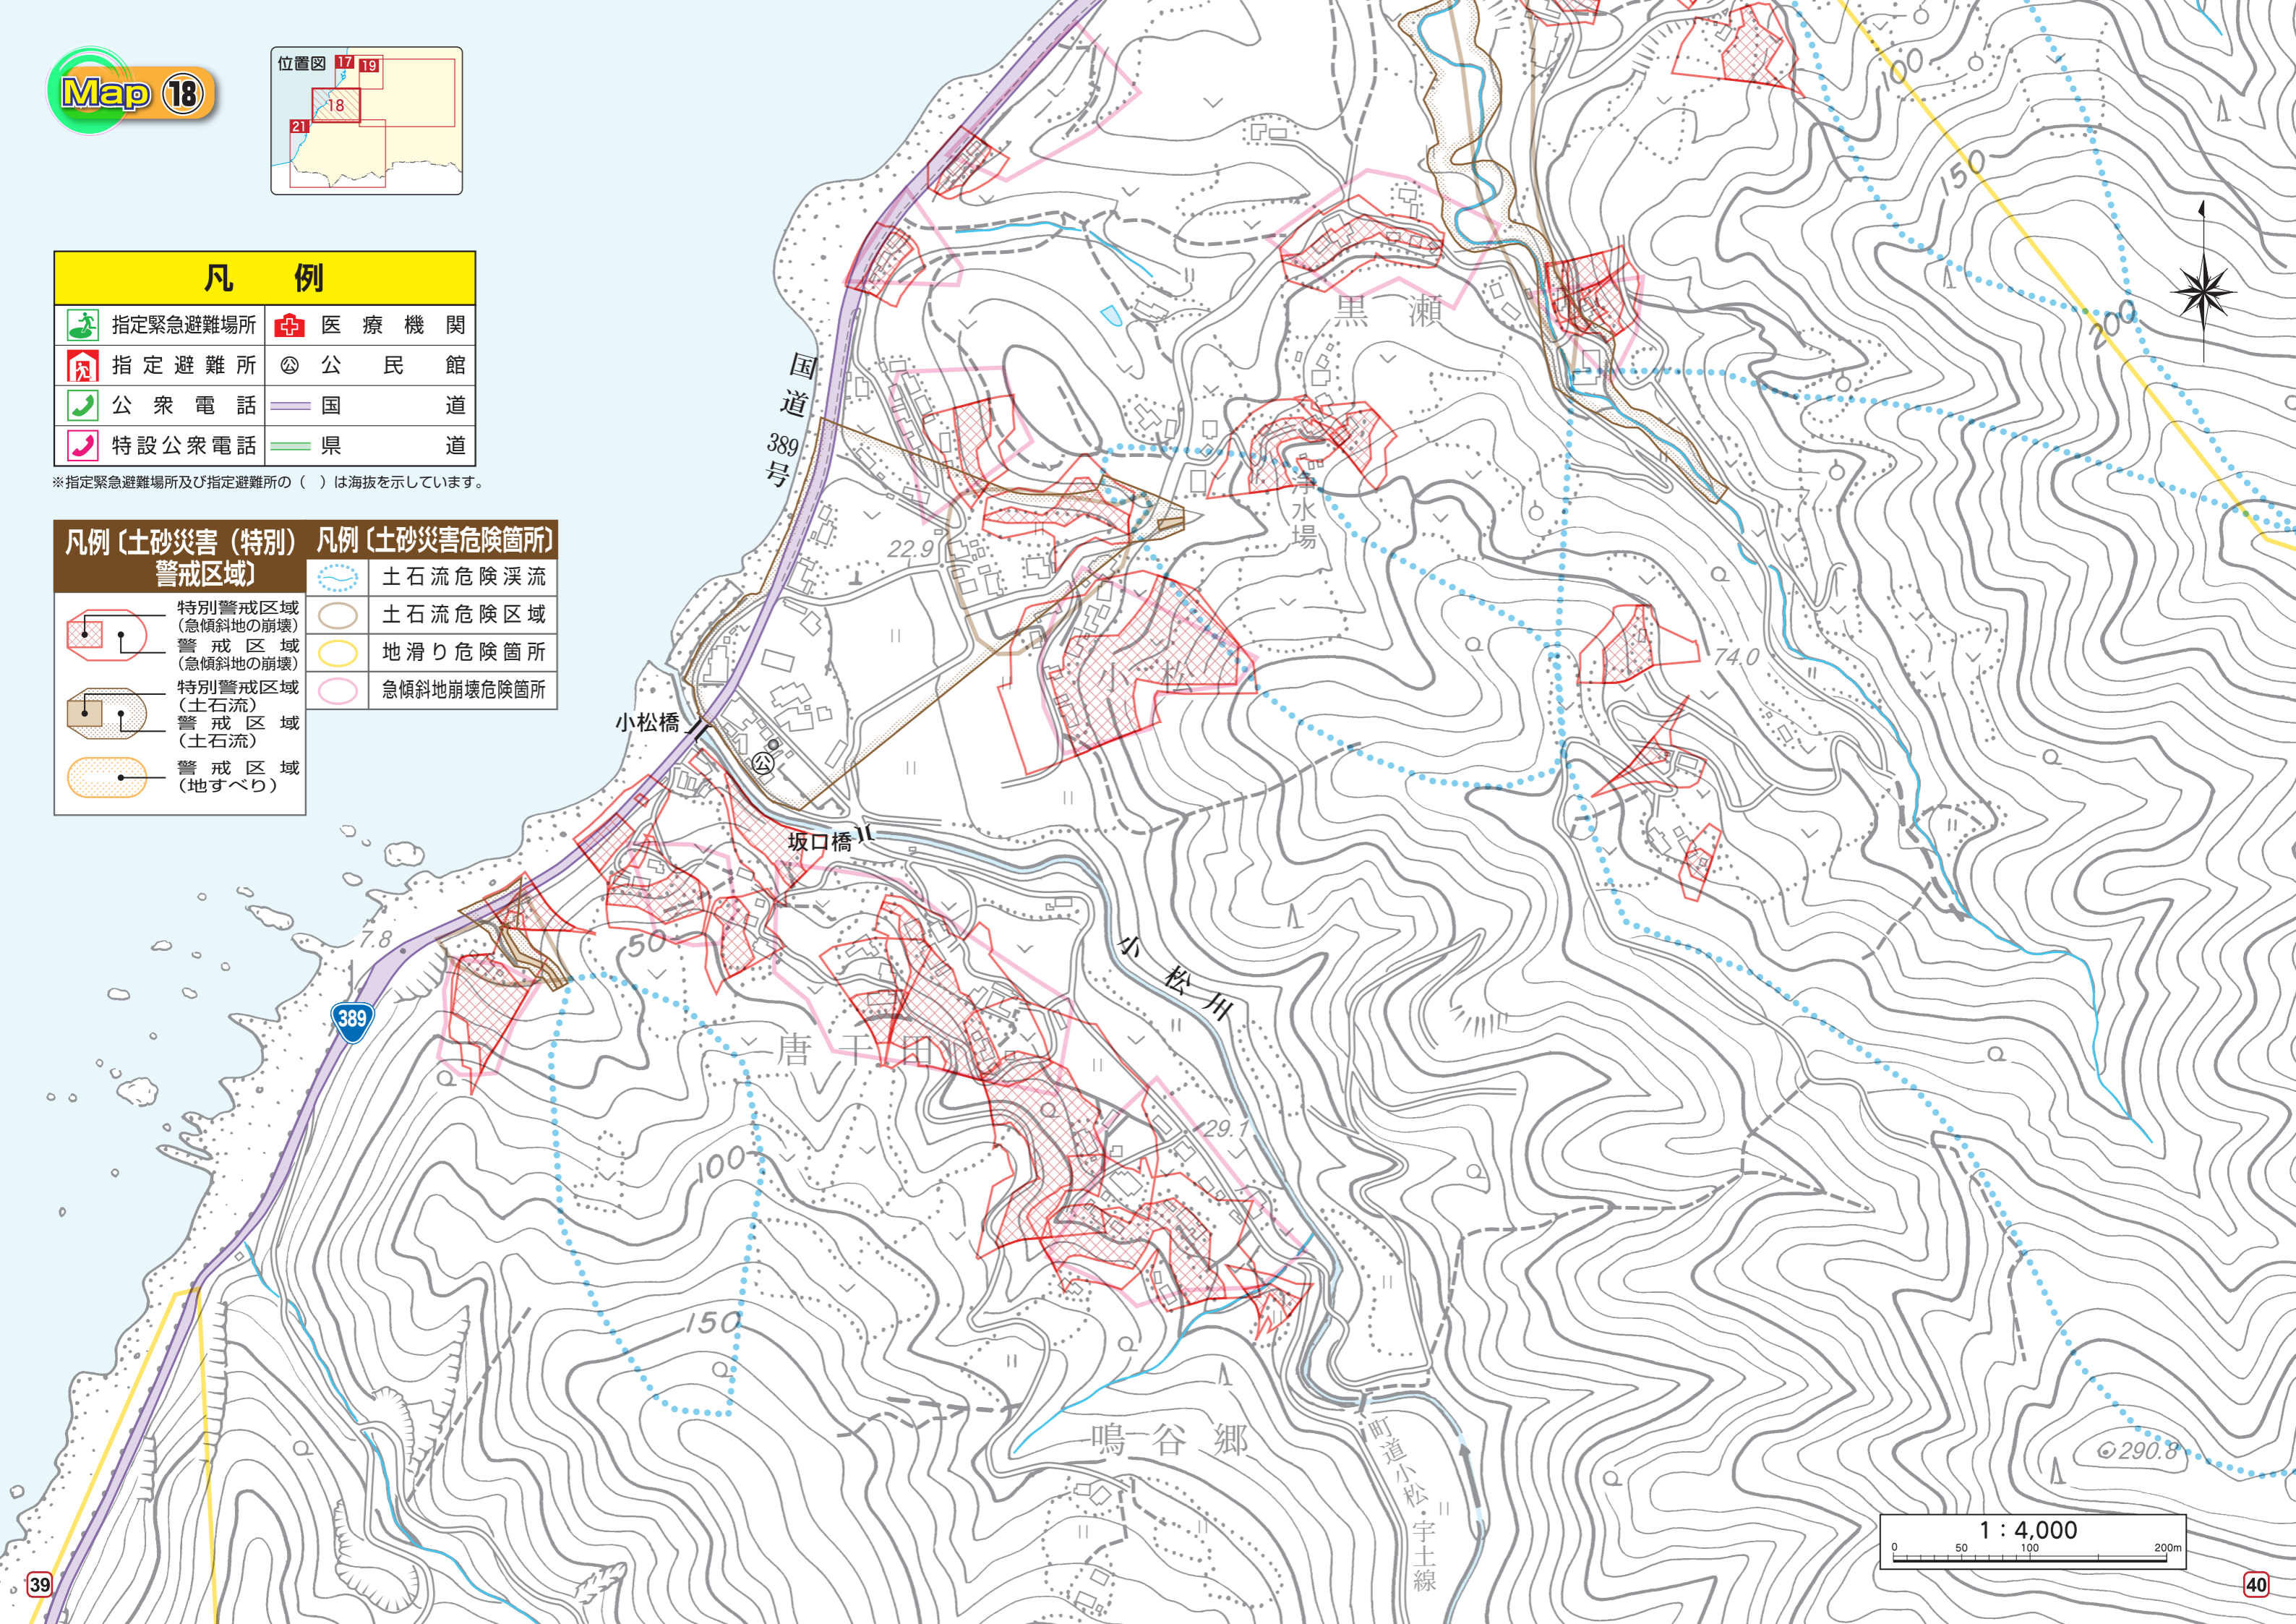 Map 18
位置図
17
19
18
21
凡 例
指定緊急避難場所
医療機関
指定避難所
公 公民館
公衆電話
国道
特設公衆電話
県道
※指定緊急避難場所及び指定避難所の（ ）は海抜を示しています。
凡例〔土砂災害（特別）
警戒区域〕
特別警戒区域
（急傾斜地の崩壊）
警戒区域
（急傾斜地の崩壊）
特別警戒区域
（土石流）
警戒区域
（土石流）
警戒区域
（地すべり）
凡例〔土砂災害危険箇所〕
土石流危険渓流
土石流危険区域
地滑り危険箇所
急傾斜地崩壊危険箇所
100
150
200
黒瀬
国道389号
浄水場
22.9
小松
74.0
小松橋
公
坂口橋
7.8
50
389
小松川
唐干田
29.1
100
150
鳴谷郷
町道小松・宇土線
290.8
1：4,000
0 50 100 200m
39
40